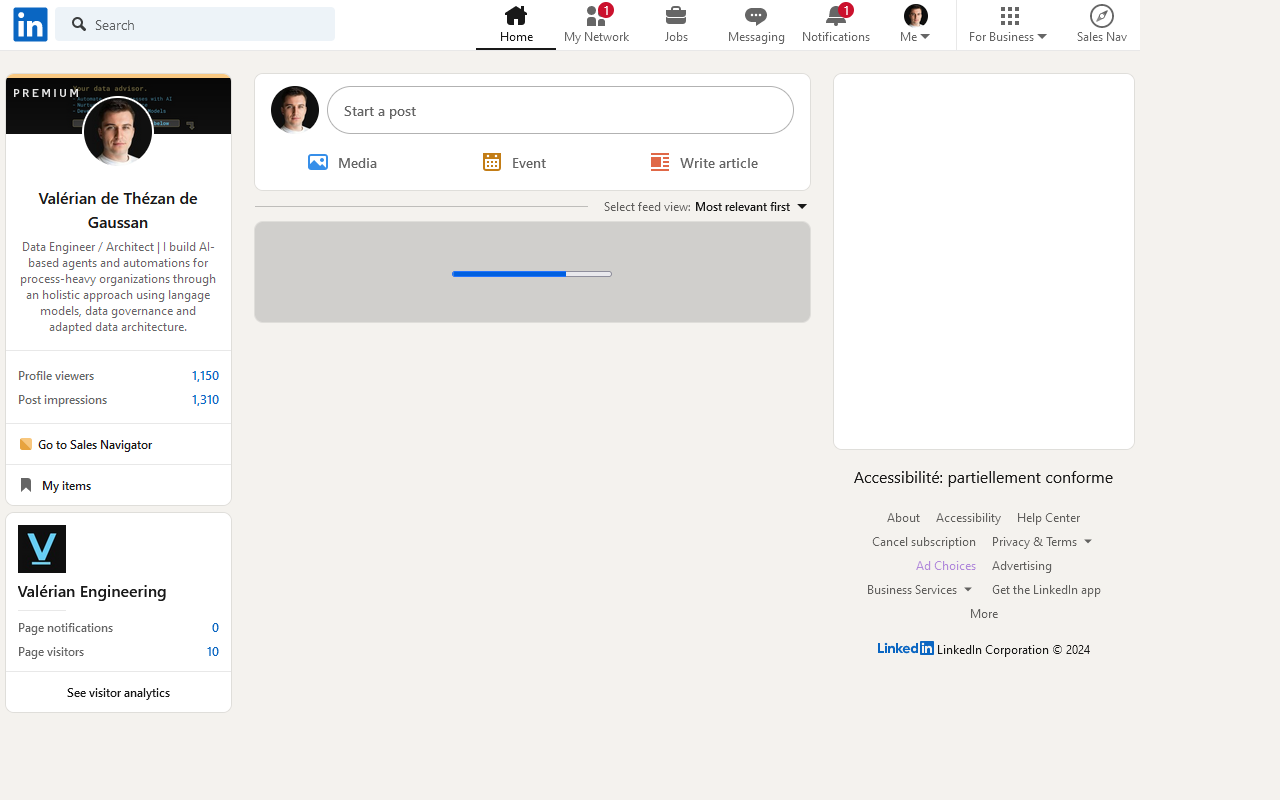 in
Search
Home
1
My Network
Jobs
Messaging
1
Notifications
Me
For Business
Sales Nav
PREMIUM
Your data advisor.
Valérian de Thézan de
Gaussan
Data Engineer / Architect | I build AI-
based agents and automations for
process-heavy organizations through
an holistic approach using langage
models, data governance and
adapted data architecture.
Profile viewers 1,150
Post impressions 1,310
Go to Sales Navigator
My items
V
Valérian Engineering
Page notifications 0
Page visitors 10
See visitor analytics
Start a post
Media
Event
Write article
Select feed view: Most relevant first
Accessibilité: partiellement conforme
About Accessibility Help Center
Cancel subscription Privacy & Terms
Ad Choices Advertising
Business Services Get the LinkedIn app
More
LinkedIn LinkedIn Corporation © 2024